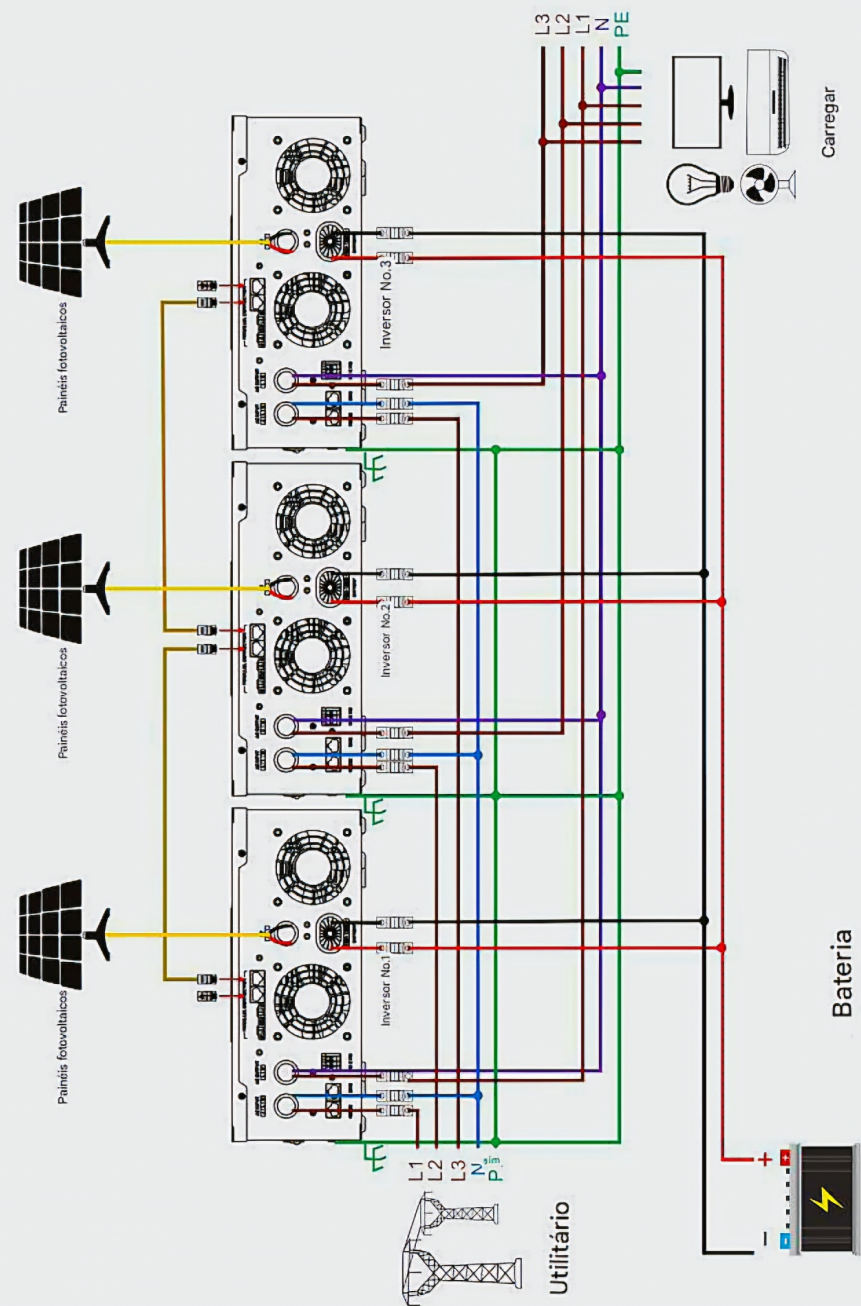 Painéis fotovoltaicos
Painéis fotovoltaicos
Painéis fotovoltaicos
Inversor No.1
Inversor No.2
Inversor No.3
L1
L2
L3
N
P sim
Utilitário
L3
L2
L1
N
PE
Carregar
+
−
Bateria